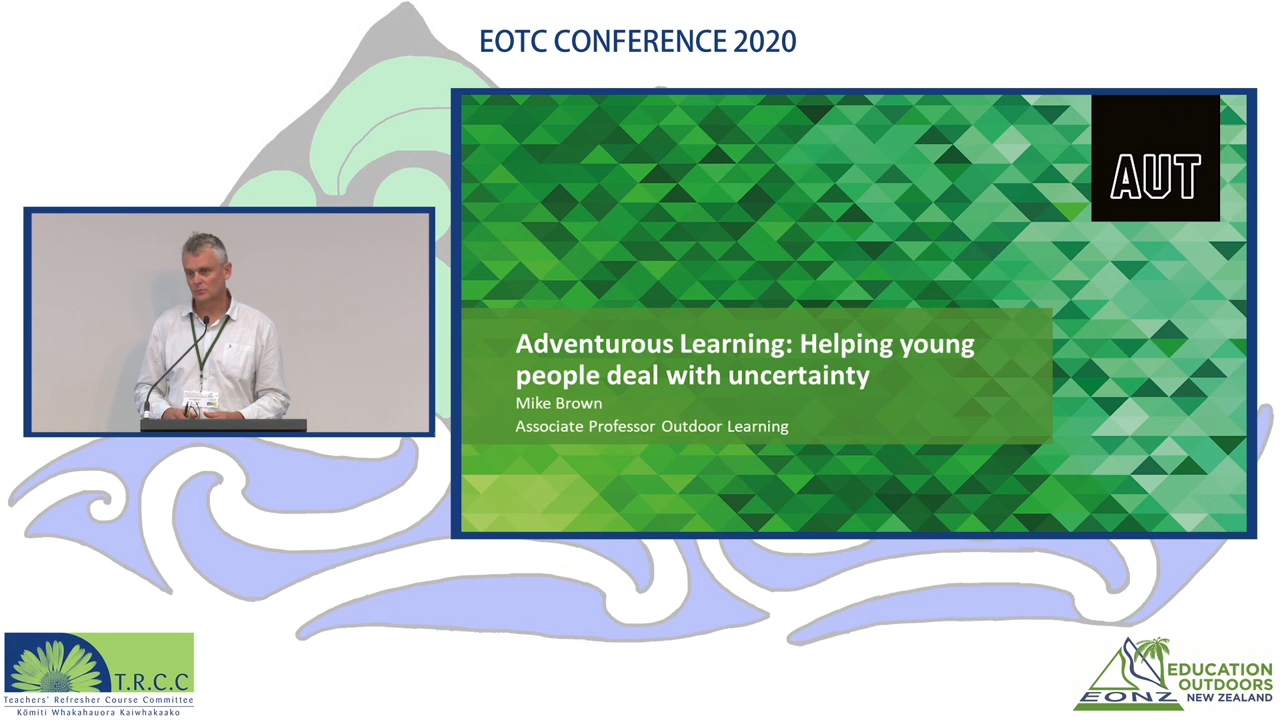 EOTC CONFERENCE 2020
AUT
Adventurous Learning: Helping young
people deal with uncertainty
Mike Brown
Associate Professor Outdoor Learning
T.R.C.C
Teachers' Refresher Course Committee
Kōmiti Whakahauora Kaiwhakaako
EONZ
EDUCATION
OUTDOORS
NEW ZEALAND